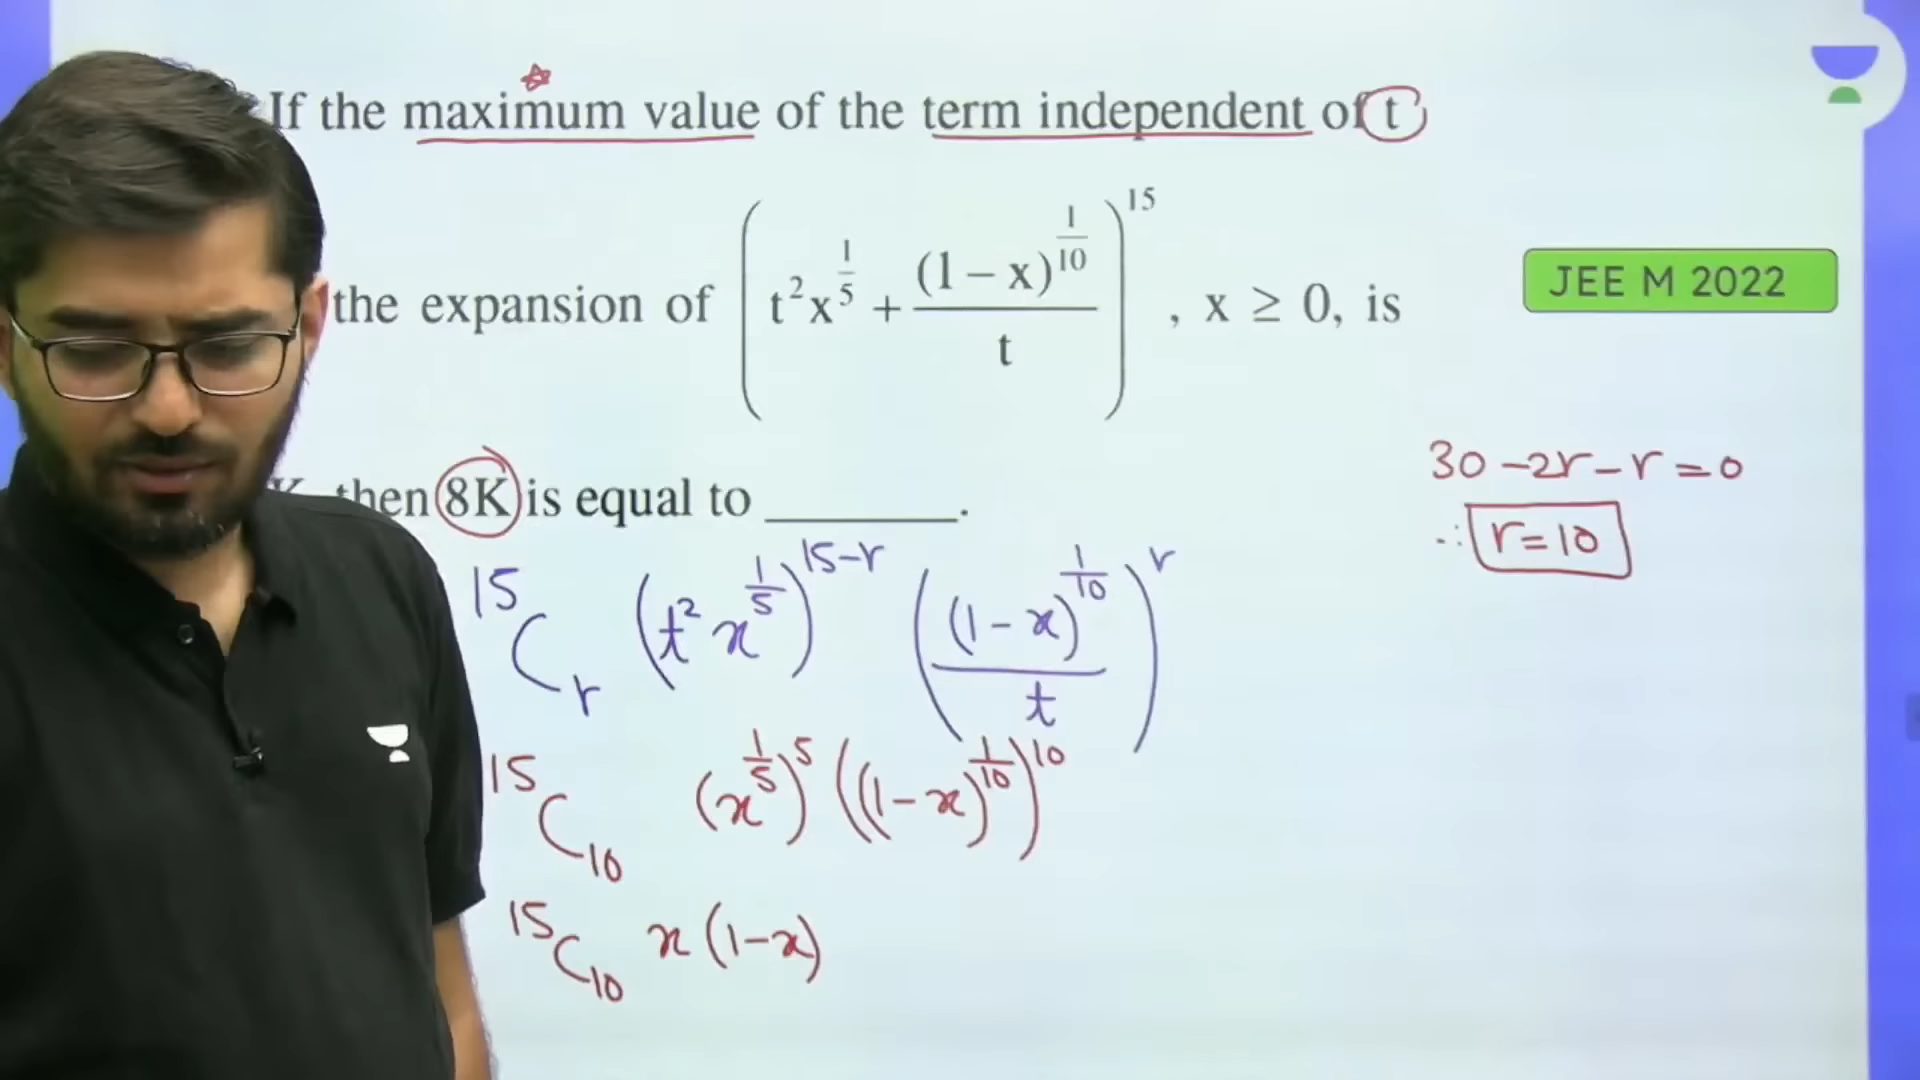 If the maximum value of the term independent of t
the expansion of (t²x^{1/5} + (1 − x)^{1/10} / t)^{15}, x ≥ 0, is
JEE M 2022
K, then 8K is equal to ________.
30 − 2r − r = 0
∴ r = 10
¹⁵C_r (t² x^{1/5})^{15−r} ((1 − x)^{1/10} / t)^r
¹⁵C₁₀ (x^{1/5})^5 ((1 − x)^{1/10})^{10}
¹⁵C₁₀ x (1 − x)